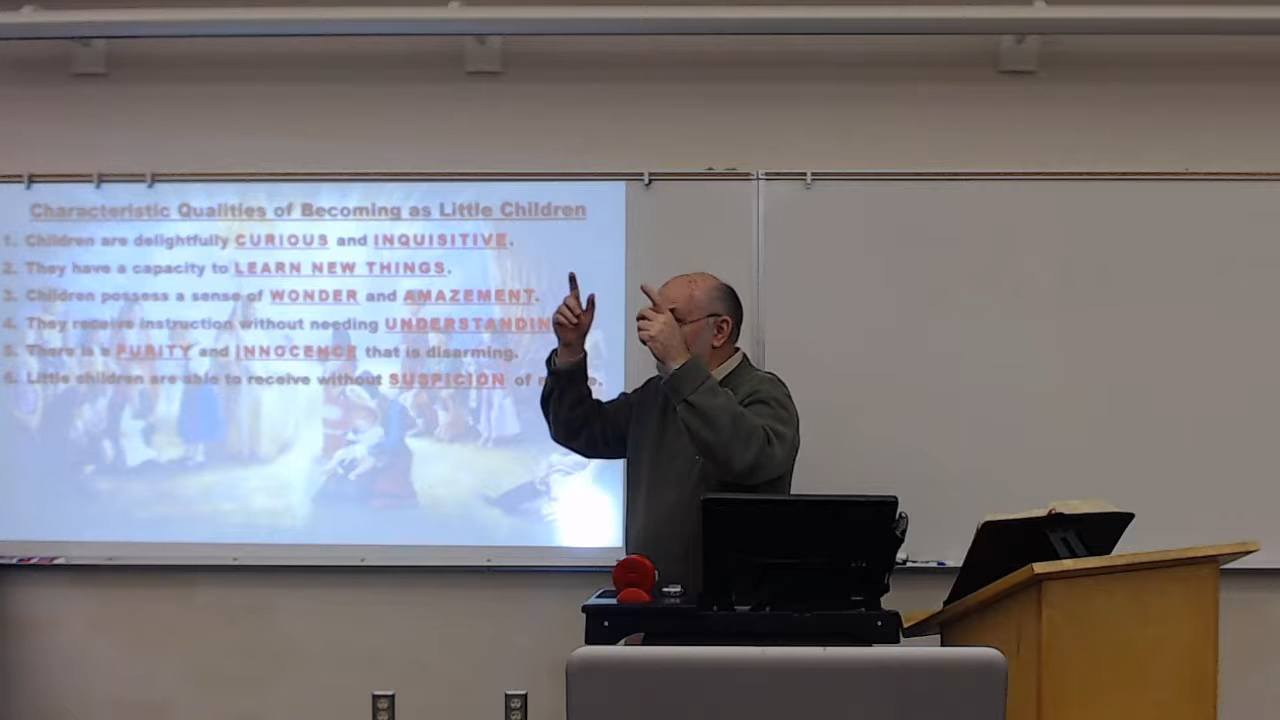 Characteristic Qualities of Becoming as Little Children
1. Children are delightfully CURIOUS and INQUISITIVE.
2. They have a capacity to LEARN NEW THINGS.
3. Children possess a sense of WONDER and AMAZEMENT.
4. They receive instruction without needing UNDERSTANDIN
5. There is a PURITY and INNOCENCE that is disarming.
6. Little children are able to receive without SUSPICION of